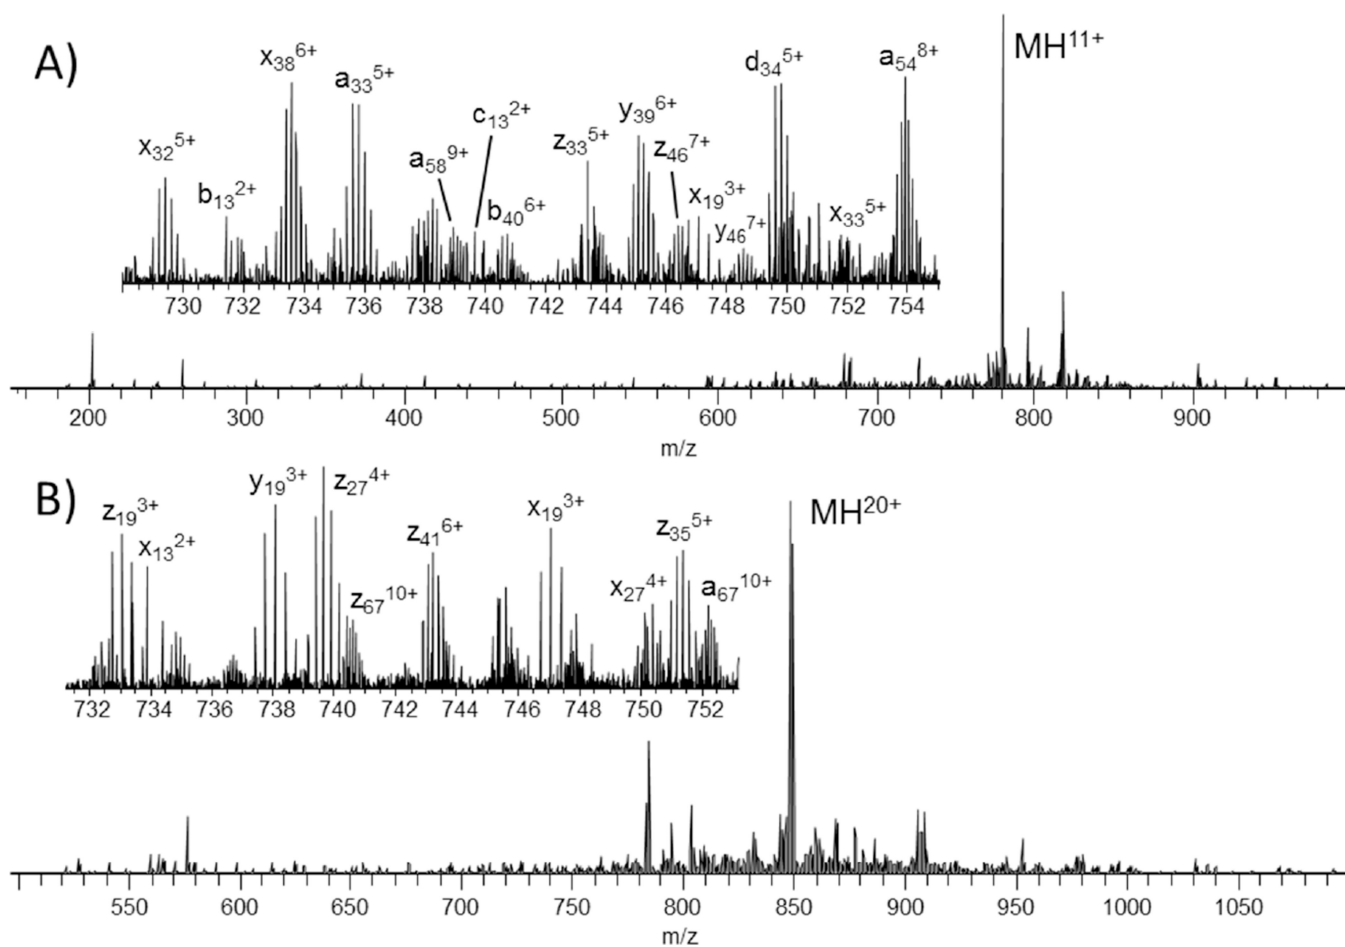 A)
MH¹¹⁺
x₃₂⁵⁺
b₁₃²⁺
x₃₈⁶⁺
a₃₃⁵⁺
a₅₈⁹⁺
c₁₃²⁺
b₄₀⁶⁺
z₃₃⁵⁺
y₃₉⁶⁺
z₄₆⁷⁺
x₁₉³⁺
y₄₆⁷⁺
d₃₄⁵⁺
x₃₃⁵⁺
a₅₄⁸⁺
730 732 734 736 738 740 742 744 746 748 750 752 754
200 300 400 500 600 700 800 900
m/z
B)
MH²⁰⁺
z₁₉³⁺
x₁₃²⁺
y₁₉³⁺
z₂₇⁴⁺
z₆₇¹⁰⁺
z₄₁⁶⁺
x₁₉³⁺
x₂₇⁴⁺
z₃₅⁵⁺
a₆₇¹⁰⁺
732 734 736 738 740 742 744 746 748 750 752
550 600 650 700 750 800 850 900 950 1000 1050
m/z